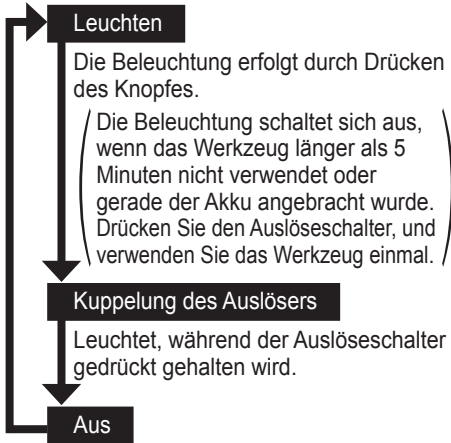 Leuchten
Die Beleuchtung erfolgt durch Drücken
des Knopfes.
Die Beleuchtung schaltet sich aus,
wenn das Werkzeug länger als 5
Minuten nicht verwendet oder
gerade der Akku angebracht wurde.
Drücken Sie den Auslöseschalter, und
verwenden Sie das Werkzeug einmal.
Kuppelung des Auslösers
Leuchtet, während der Auslöseschalter
gedrückt gehalten wird.
Aus